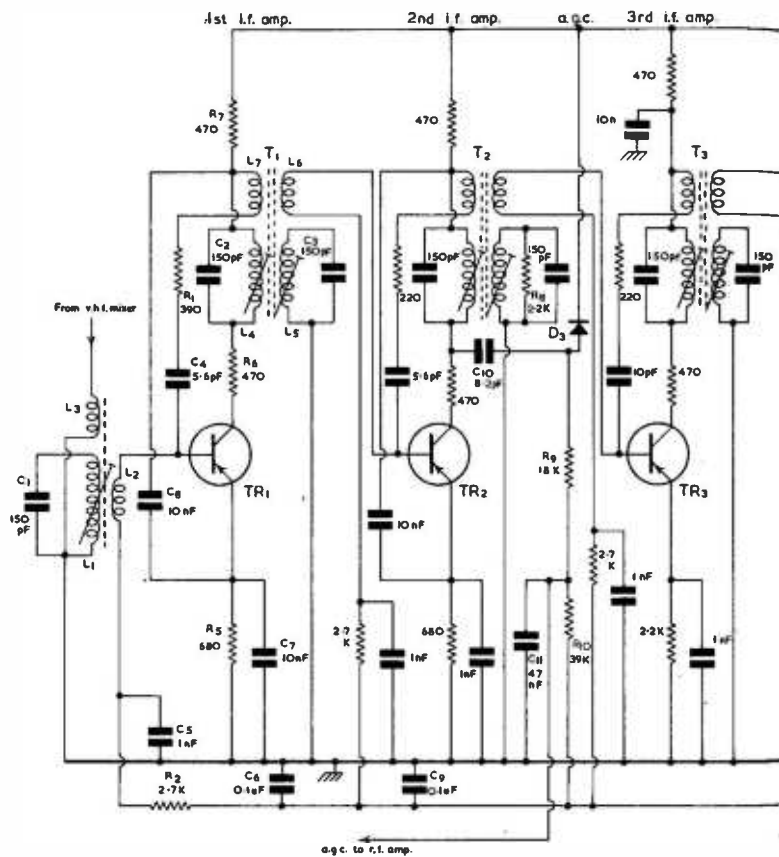 1st i.f. amp. 2nd i.f. amp. a.g.c. 3rd i.f. amp.
R7
470
470
470
10n
L7 T1 L6
T2
T3
C2
150pF
C3
150pF
150pF
150
pF
R8
2.2K
150pF
150
pF
R1
390
220
220
L4 L5
D3
From v.h.f. mixer
C4
5.6pF
R6
470
5.6pF
C10
8.2pF
470
10pF
470
L3
L2
C1
150
pF
L1
TR1
TR2
TR3
R9
18K
C8
10nF
10nF
2.7
K
1nF
R5
680
C7
10nF
2.7
K
1nF
680
1nF
C11
47
nF
R10
39K
2.2K
1nF
C5
1nF
R2
2.7K
C6
0.1uF
C9
0.1uF
a.g.c. to r.f. amp.